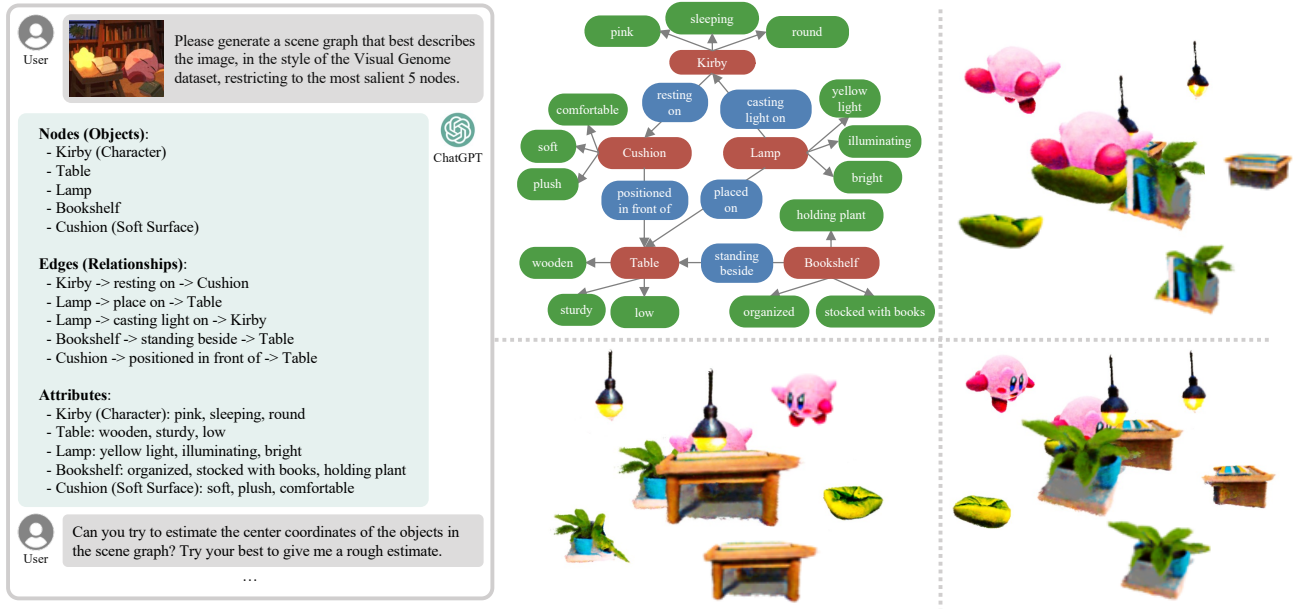 User
Please generate a scene graph that best describes
the image, in the style of the Visual Genome
dataset, restricting to the most salient 5 nodes.
ChatGPT
Nodes (Objects):
- Kirby (Character)
- Table
- Lamp
- Bookshelf
- Cushion (Soft Surface)
Edges (Relationships):
- Kirby -> resting on -> Cushion
- Lamp -> place on -> Table
- Lamp -> casting light on -> Kirby
- Bookshelf -> standing beside -> Table
- Cushion -> positioned in front of -> Table
Attributes:
- Kirby (Character): pink, sleeping, round
- Table: wooden, sturdy, low
- Lamp: yellow light, illuminating, bright
- Bookshelf: organized, stocked with books, holding plant
- Cushion (Soft Surface): soft, plush, comfortable
User
Can you try to estimate the center coordinates of the objects in
the scene graph? Try your best to give me a rough estimate.
...
sleeping
pink
round
Kirby
resting
on
casting
light on
yellow
light
comfortable
soft
Cushion
Lamp
illuminating
plush
bright
positioned
in front of
placed
on
holding plant
wooden
Table
standing
beside
Bookshelf
sturdy
low
organized
stocked with books